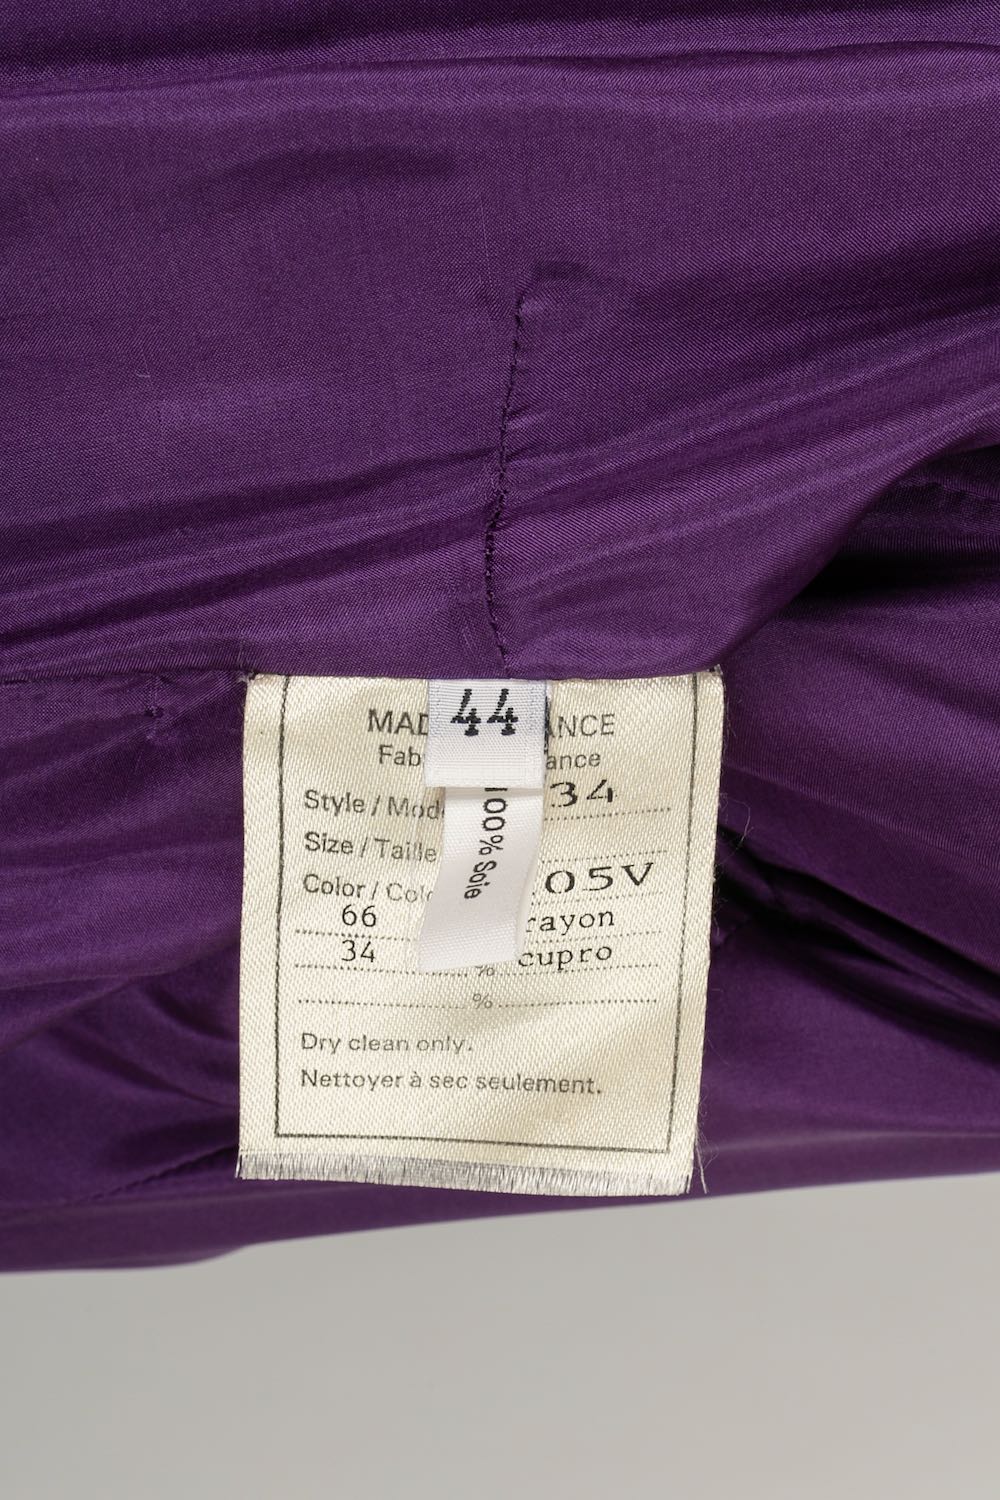 44
100% Soie
MAD ANCE
Fab ance
Style / Mod 34
Size / Taille
Color / Col 05V
66 rayon
34 % cupro
%
Dry clean only.
Nettoyer à sec seulement.